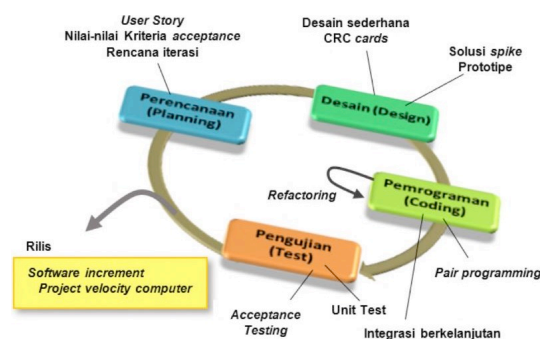 User Story
Nilai-nilai Kriteria acceptance
Rencana iterasi
Desain sederhana
CRC cards
Solusi spike
Prototipe
Perencanaan
(Planning)
Desain (Design)
Refactoring
Pemrograman
(Coding)
Pengujian
(Test)
Rilis
Software increment
Project velocity computer
Acceptance
Testing
Unit Test
Pair programming
Integrasi berkelanjutan